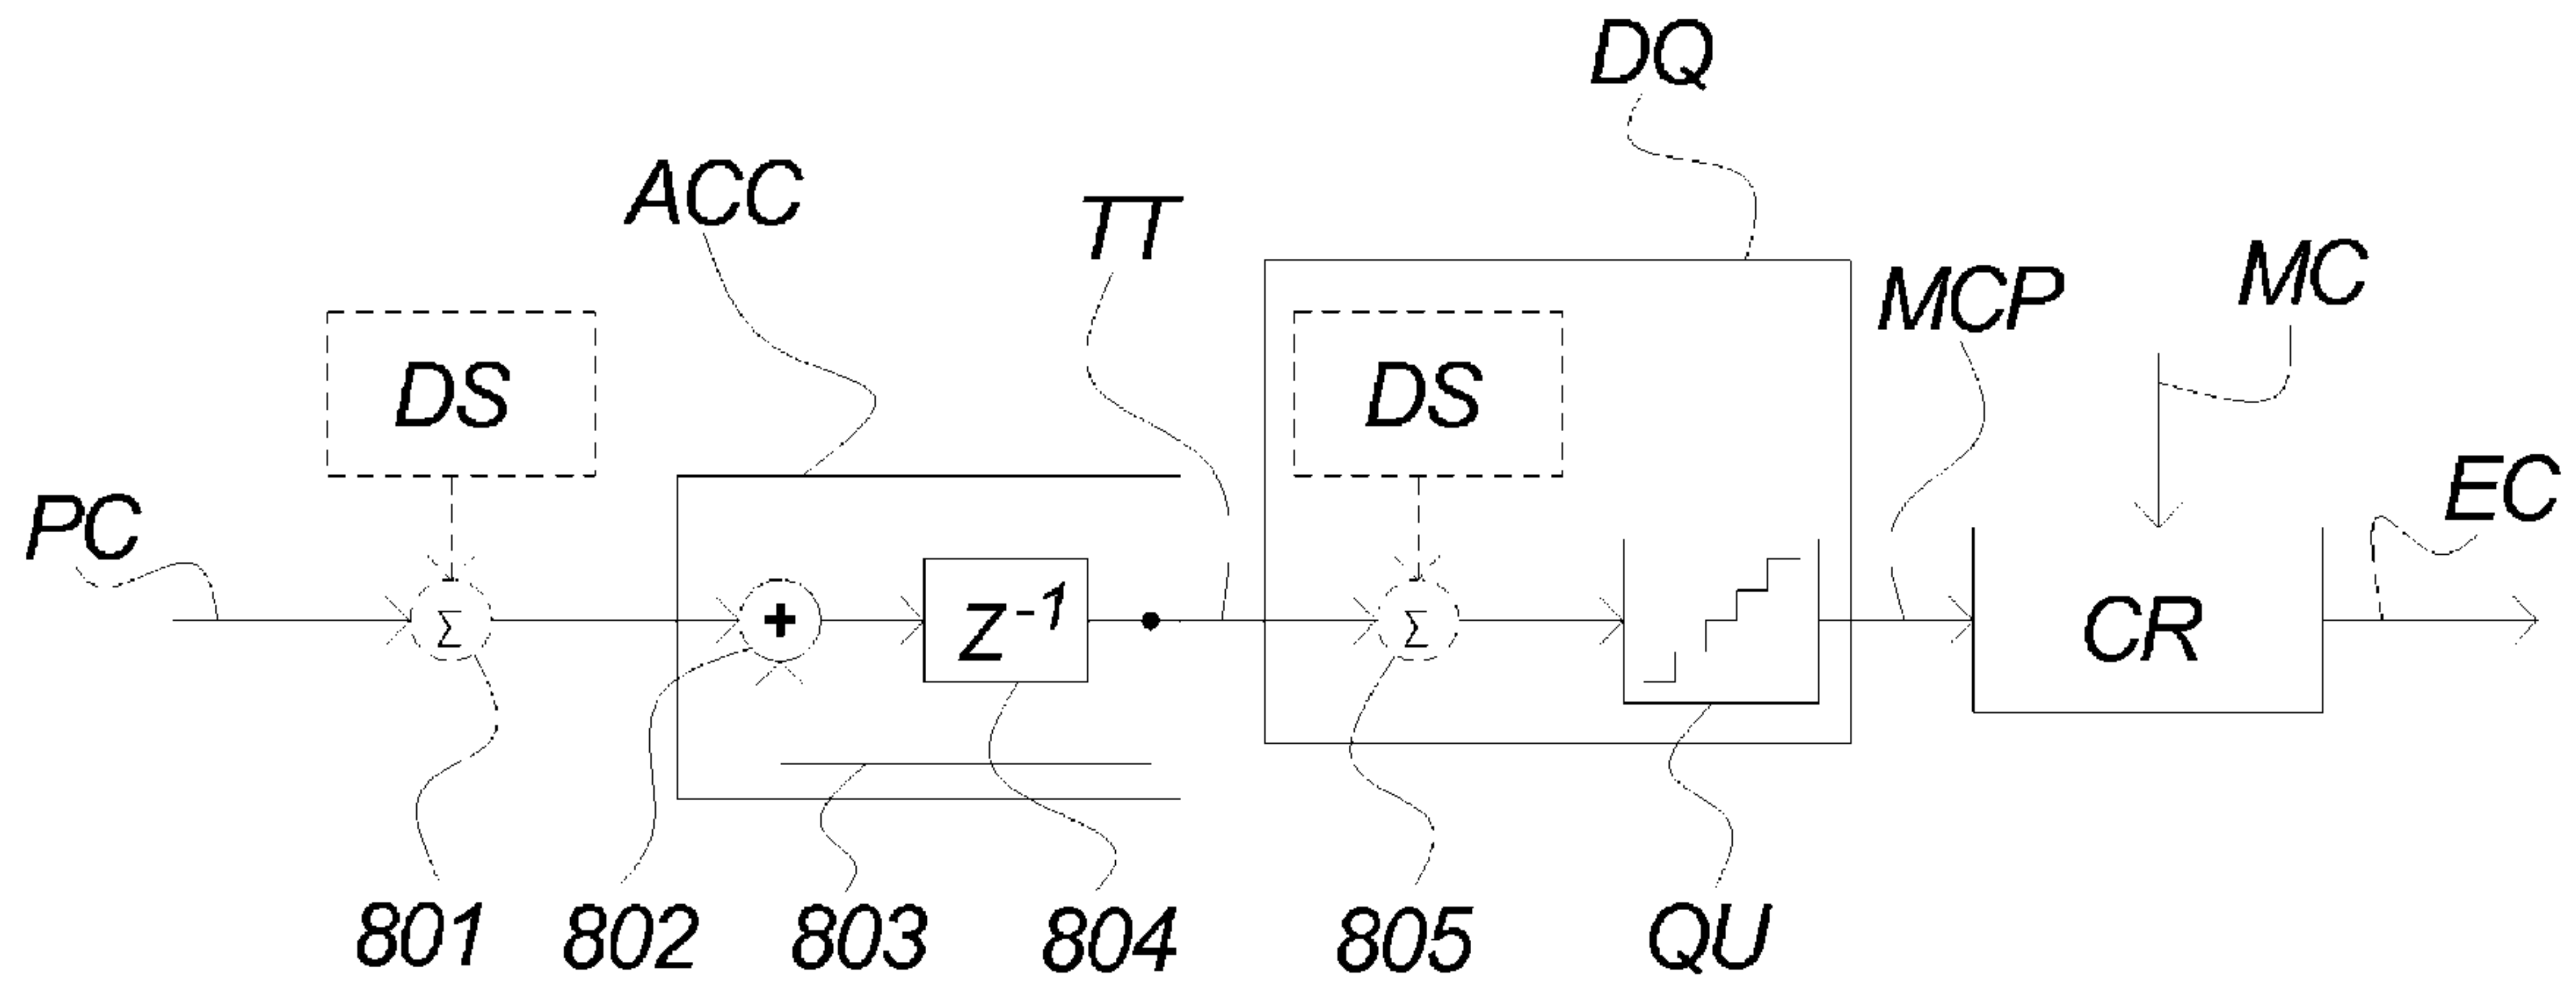 DQ
ACC
TT
MCP
MC
DS
DS
PC
EC
Σ
+
Z⁻¹
Σ
CR
801
802
803
804
805
QU